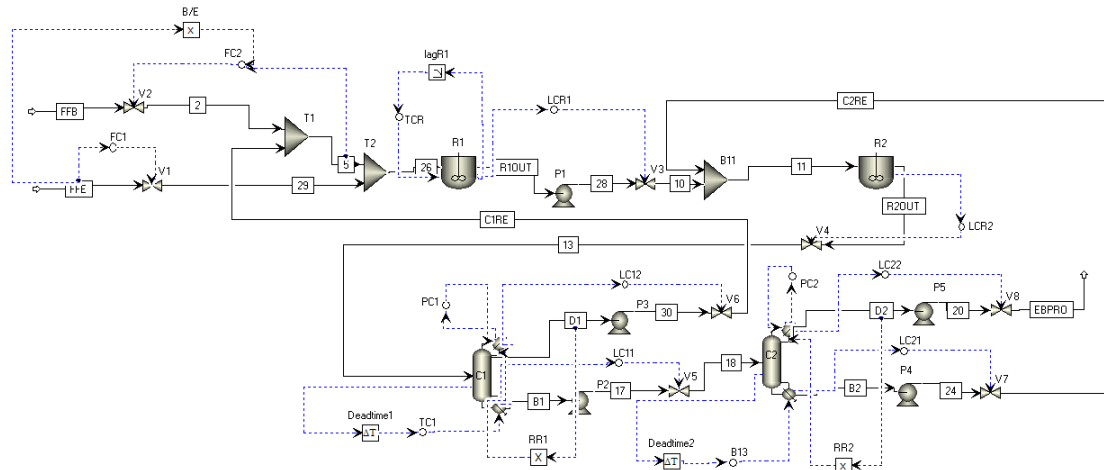 B/E
X
FC2
lagR1
C2RE
V2
LCR1
FFB
2
T1
TCR
FC1
T2
R1
B11
R2
V1
5
26
R1OUT
P1
V3
11
FFE
29
28
10
R2OUT
C1RE
V4
LCR2
13
LC12
LC22
PC1
PC2
P5
P3
V6
V8
D1
30
D2
20
EBPRO
LC11
C1
V5
18
C2
LC21
P4
V7
P2
B1
17
B2
24
Deadtime1
TC1
ΔT
Deadtime2
B13
RR1
X
ΔT
RR2
X